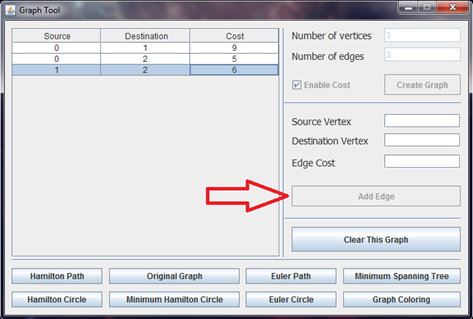 Graph Tool
Source Destination Cost
0 1 9
0 2 5
1 2 6
Number of vertices 3
Number of edges 3
Enable Cost Create Graph
Source Vertex
Destination Vertex
Edge Cost
Add Edge
Clear This Graph
Hamilton Path Original Graph Euler Path Minimum Spanning Tree
Hamilton Circle Minimum Hamilton Circle Euler Circle Graph Coloring